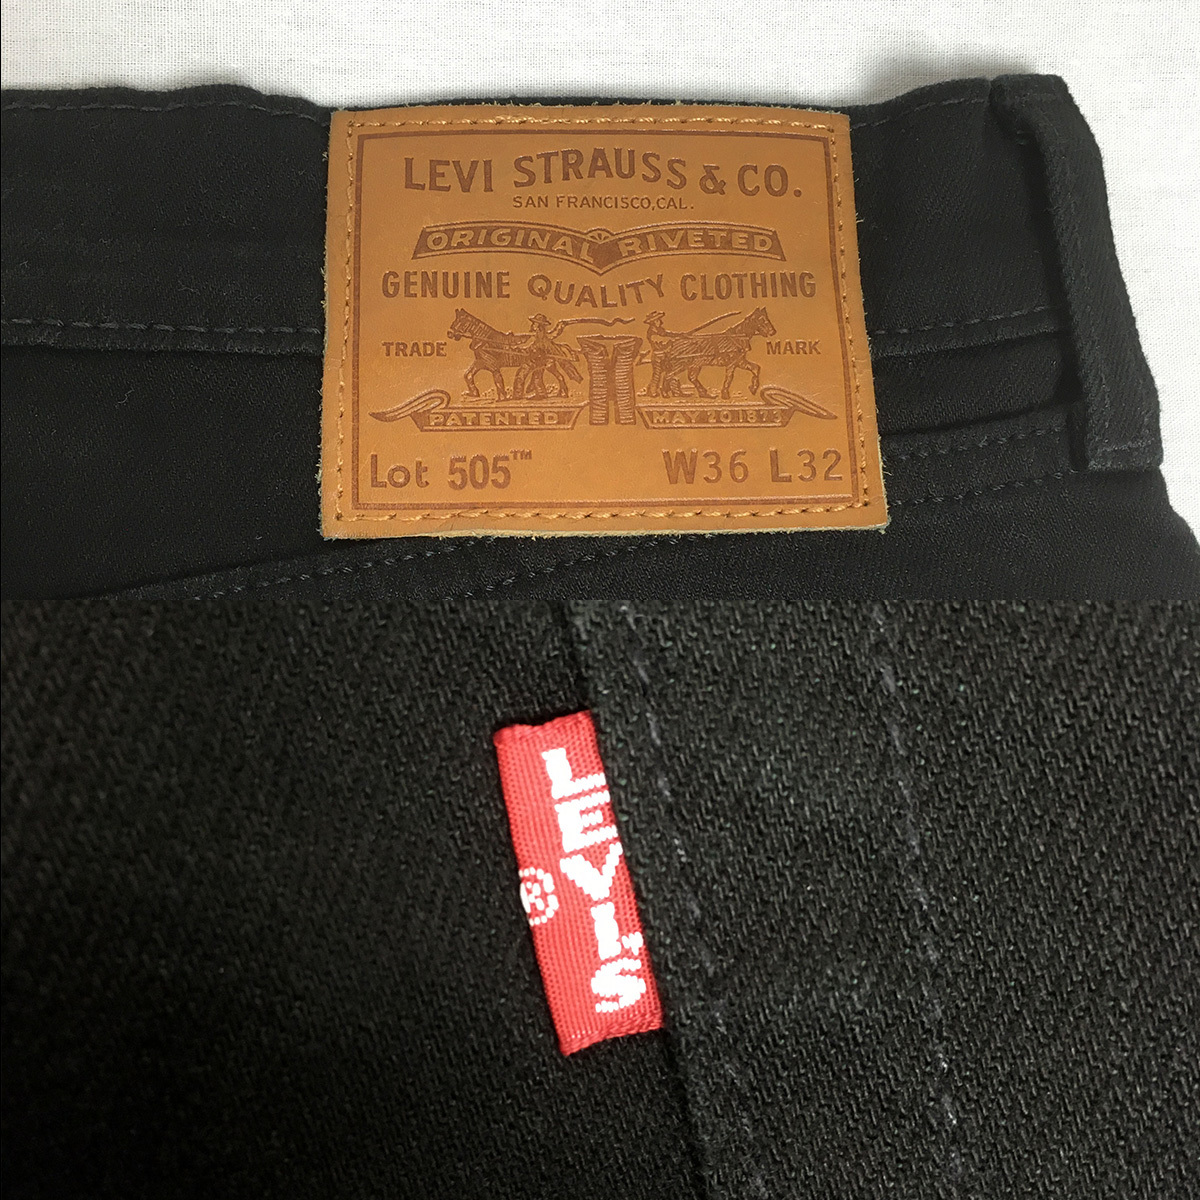 LEVI STRAUSS & CO.
SAN FRANCISCO, CAL.
ORIGINAL RIVETED
GENUINE QUALITY CLOTHING
TRADE MARK
PATENTED MAY 20 1873
Lot 505™ W36 L32
LEVI'S
®